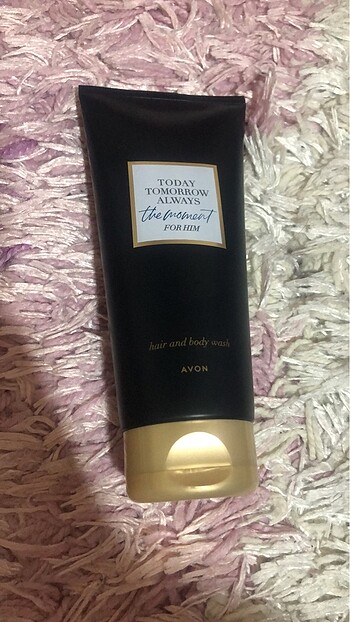 TODAY
TOMORROW
ALWAYS
the moment
FOR HIM
hair and body wash
AVON